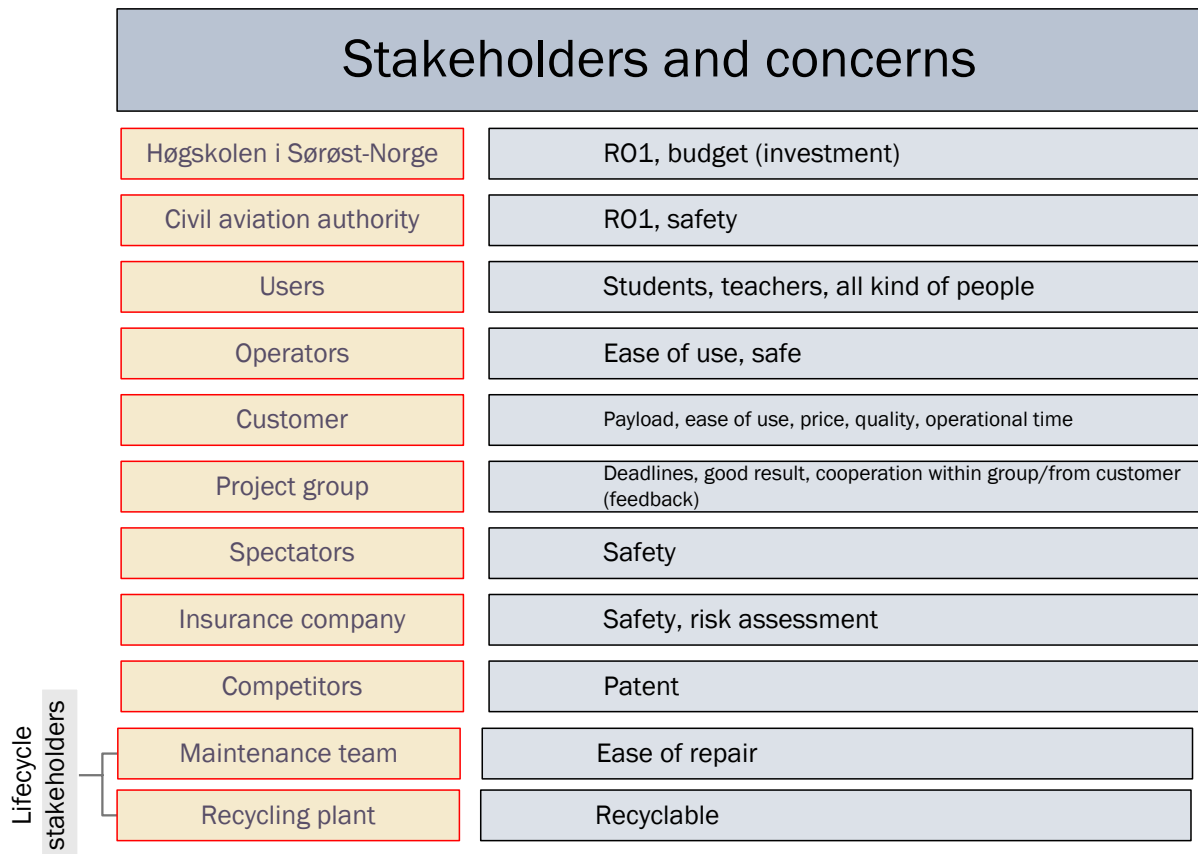 Stakeholders and concerns
Høgskolen i Sørøst-Norge
RO1, budget (investment)
Civil aviation authority
RO1, safety
Users
Students, teachers, all kind of people
Operators
Ease of use, safe
Customer
Payload, ease of use, price, quality, operational time
Project group
Deadlines, good result, cooperation within group/from customer
(feedback)
Spectators
Safety
Insurance company
Safety, risk assessment
Competitors
Patent
Lifecycle
stakeholders
Maintenance team
Ease of repair
Recycling plant
Recyclable